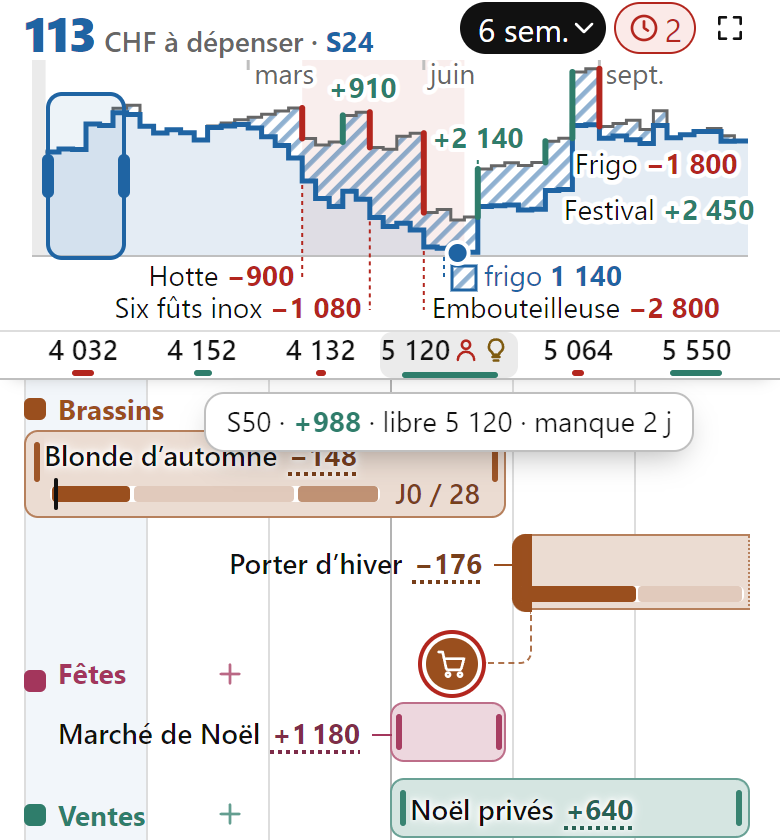 113 CHF à dépenser · S24
6 sem.
2
mars
juin
sept.
+910
+2 140
Frigo −1 800
Festival +2 450
Hotte −900
frigo 1 140
Six fûts inox −1 080
Embouteilleuse −2 800
4 032
4 152
4 132
5 120
5 064
5 550
Brassins
S50 · +988 · libre 5 120 · manque 2 j
Blonde d’automne −148
J0 / 28
Porter d’hiver −176
Fêtes +
Marché de Noël +1 180
Ventes +
Noël privés +640